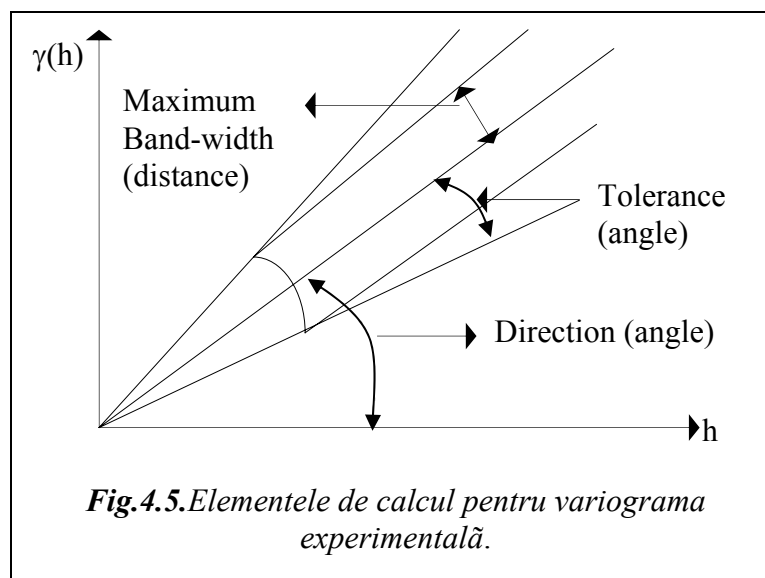 γ(h)
Maximum
Band-width
(distance)
Tolerance
(angle)
Direction (angle)
h
Fig.4.5.Elementele de calcul pentru variograma
experimentalã.